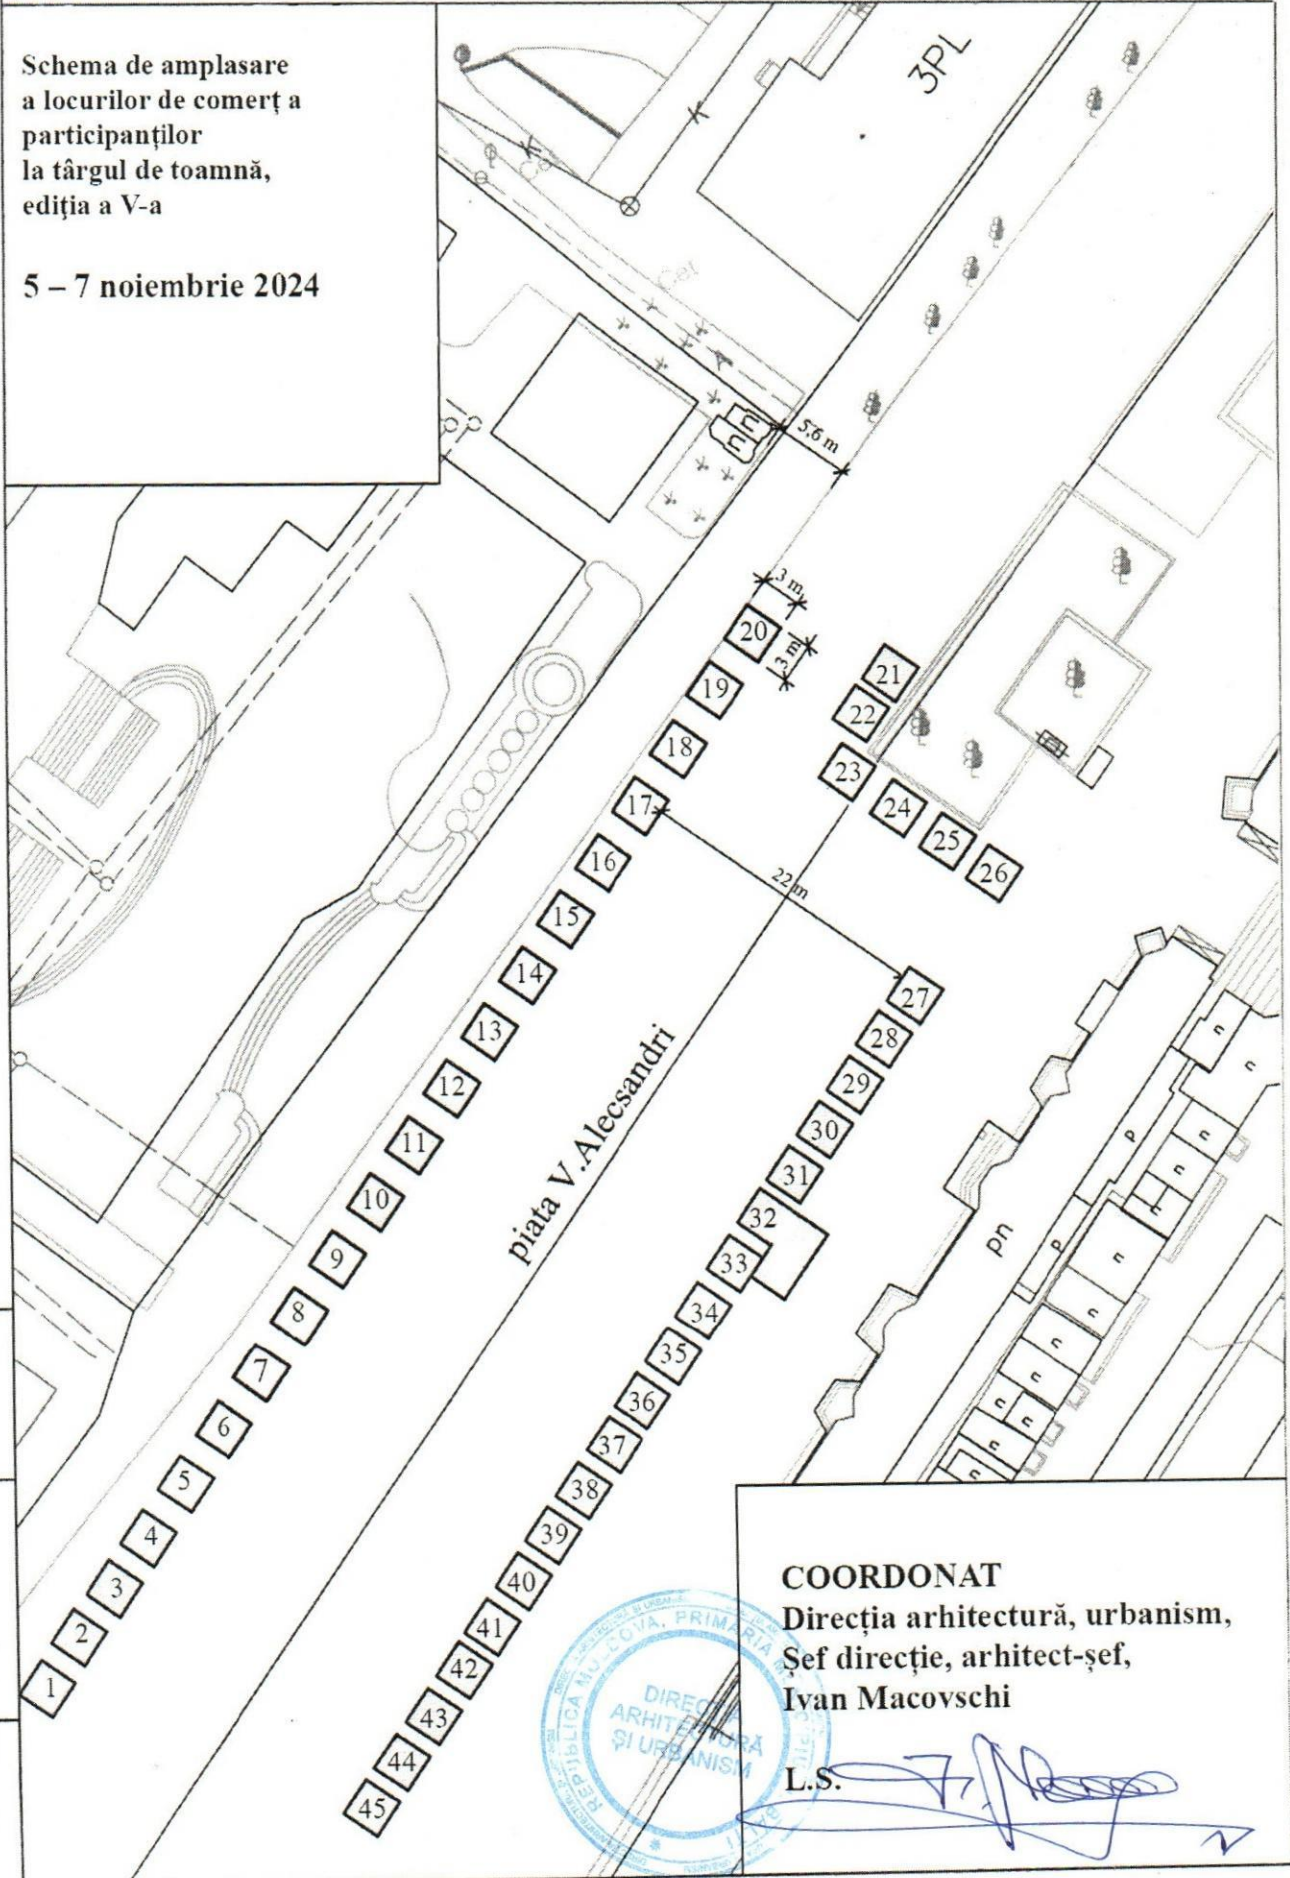 Schema de amplasare
a locurilor de comerț a
participanților
la târgul de toamnă,
ediţia a V-a
5 – 7 noiembrie 2024
3PL
5,6 m
3 m
3 m
20
19
18
17
16
15
14
13
12
11
10
9
8
7
6
5
4
3
2
1
21
22
23
24
25
26
22 m
piata V.Alecsandri
27
28
29
30
31
32
33
34
35
36
37
38
39
40
41
42
43
44
45
pn
P
P
COORDONAT
Direcția arhitectură, urbanism,
Șef direcție, arhitect-șef,
Ivan Macovschi
L.S.
REPUBLICA MOLDOVA, PRIMĂRIA
DIRECȚIA
ARHITECTURĂ
ȘI URBANISM